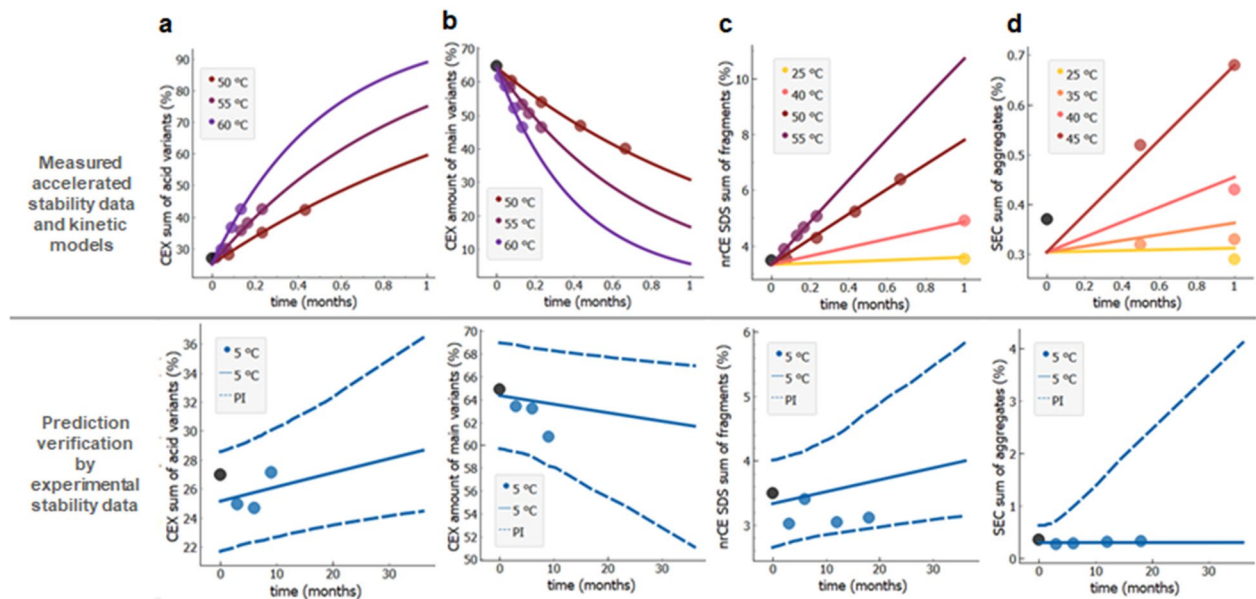 a
b
c
d
Measured
accelerated
stability data
and kinetic
models
CEX sum of acid variants (%)
90
80
70
60
50
40
30
50 ºC
55 ºC
60 ºC
0 0.2 0.4 0.6 0.8 1
time (months)
CEX amount of main variants (%)
70
60
50
40
30
20
10
0
50 ºC
55 ºC
60 ºC
0 0.2 0.4 0.6 0.8 1
time (months)
nrCE SDS sum of fragments (%)
10
8
6
4
25 ºC
40 ºC
50 ºC
55 ºC
0 0.2 0.4 0.6 0.8 1
time (months)
SEC sum of aggregates (%)
0.7
0.6
0.5
0.4
0.3
25 ºC
35 ºC
40 ºC
45 ºC
0 0.2 0.4 0.6 0.8 1
time (months)
Prediction
verification
by
experimental
stability data
CEX sum of acid variants (%)
36
34
32
30
28
26
24
22
5 ºC
5 ºC
PI
0 10 20 30
time (months)
CEX amount of main variants (%)
70
68
66
64
62
60
58
56
54
52
50
5 ºC
5 ºC
PI
0 10 20 30
time (months)
nrCE SDS sum of fragments (%)
6
5
4
3
2
5 ºC
5 ºC
PI
0 10 20 30
time (months)
SEC sum of aggregates (%)
4
3
2
1
0
5 ºC
5 ºC
PI
0 10 20 30
time (months)